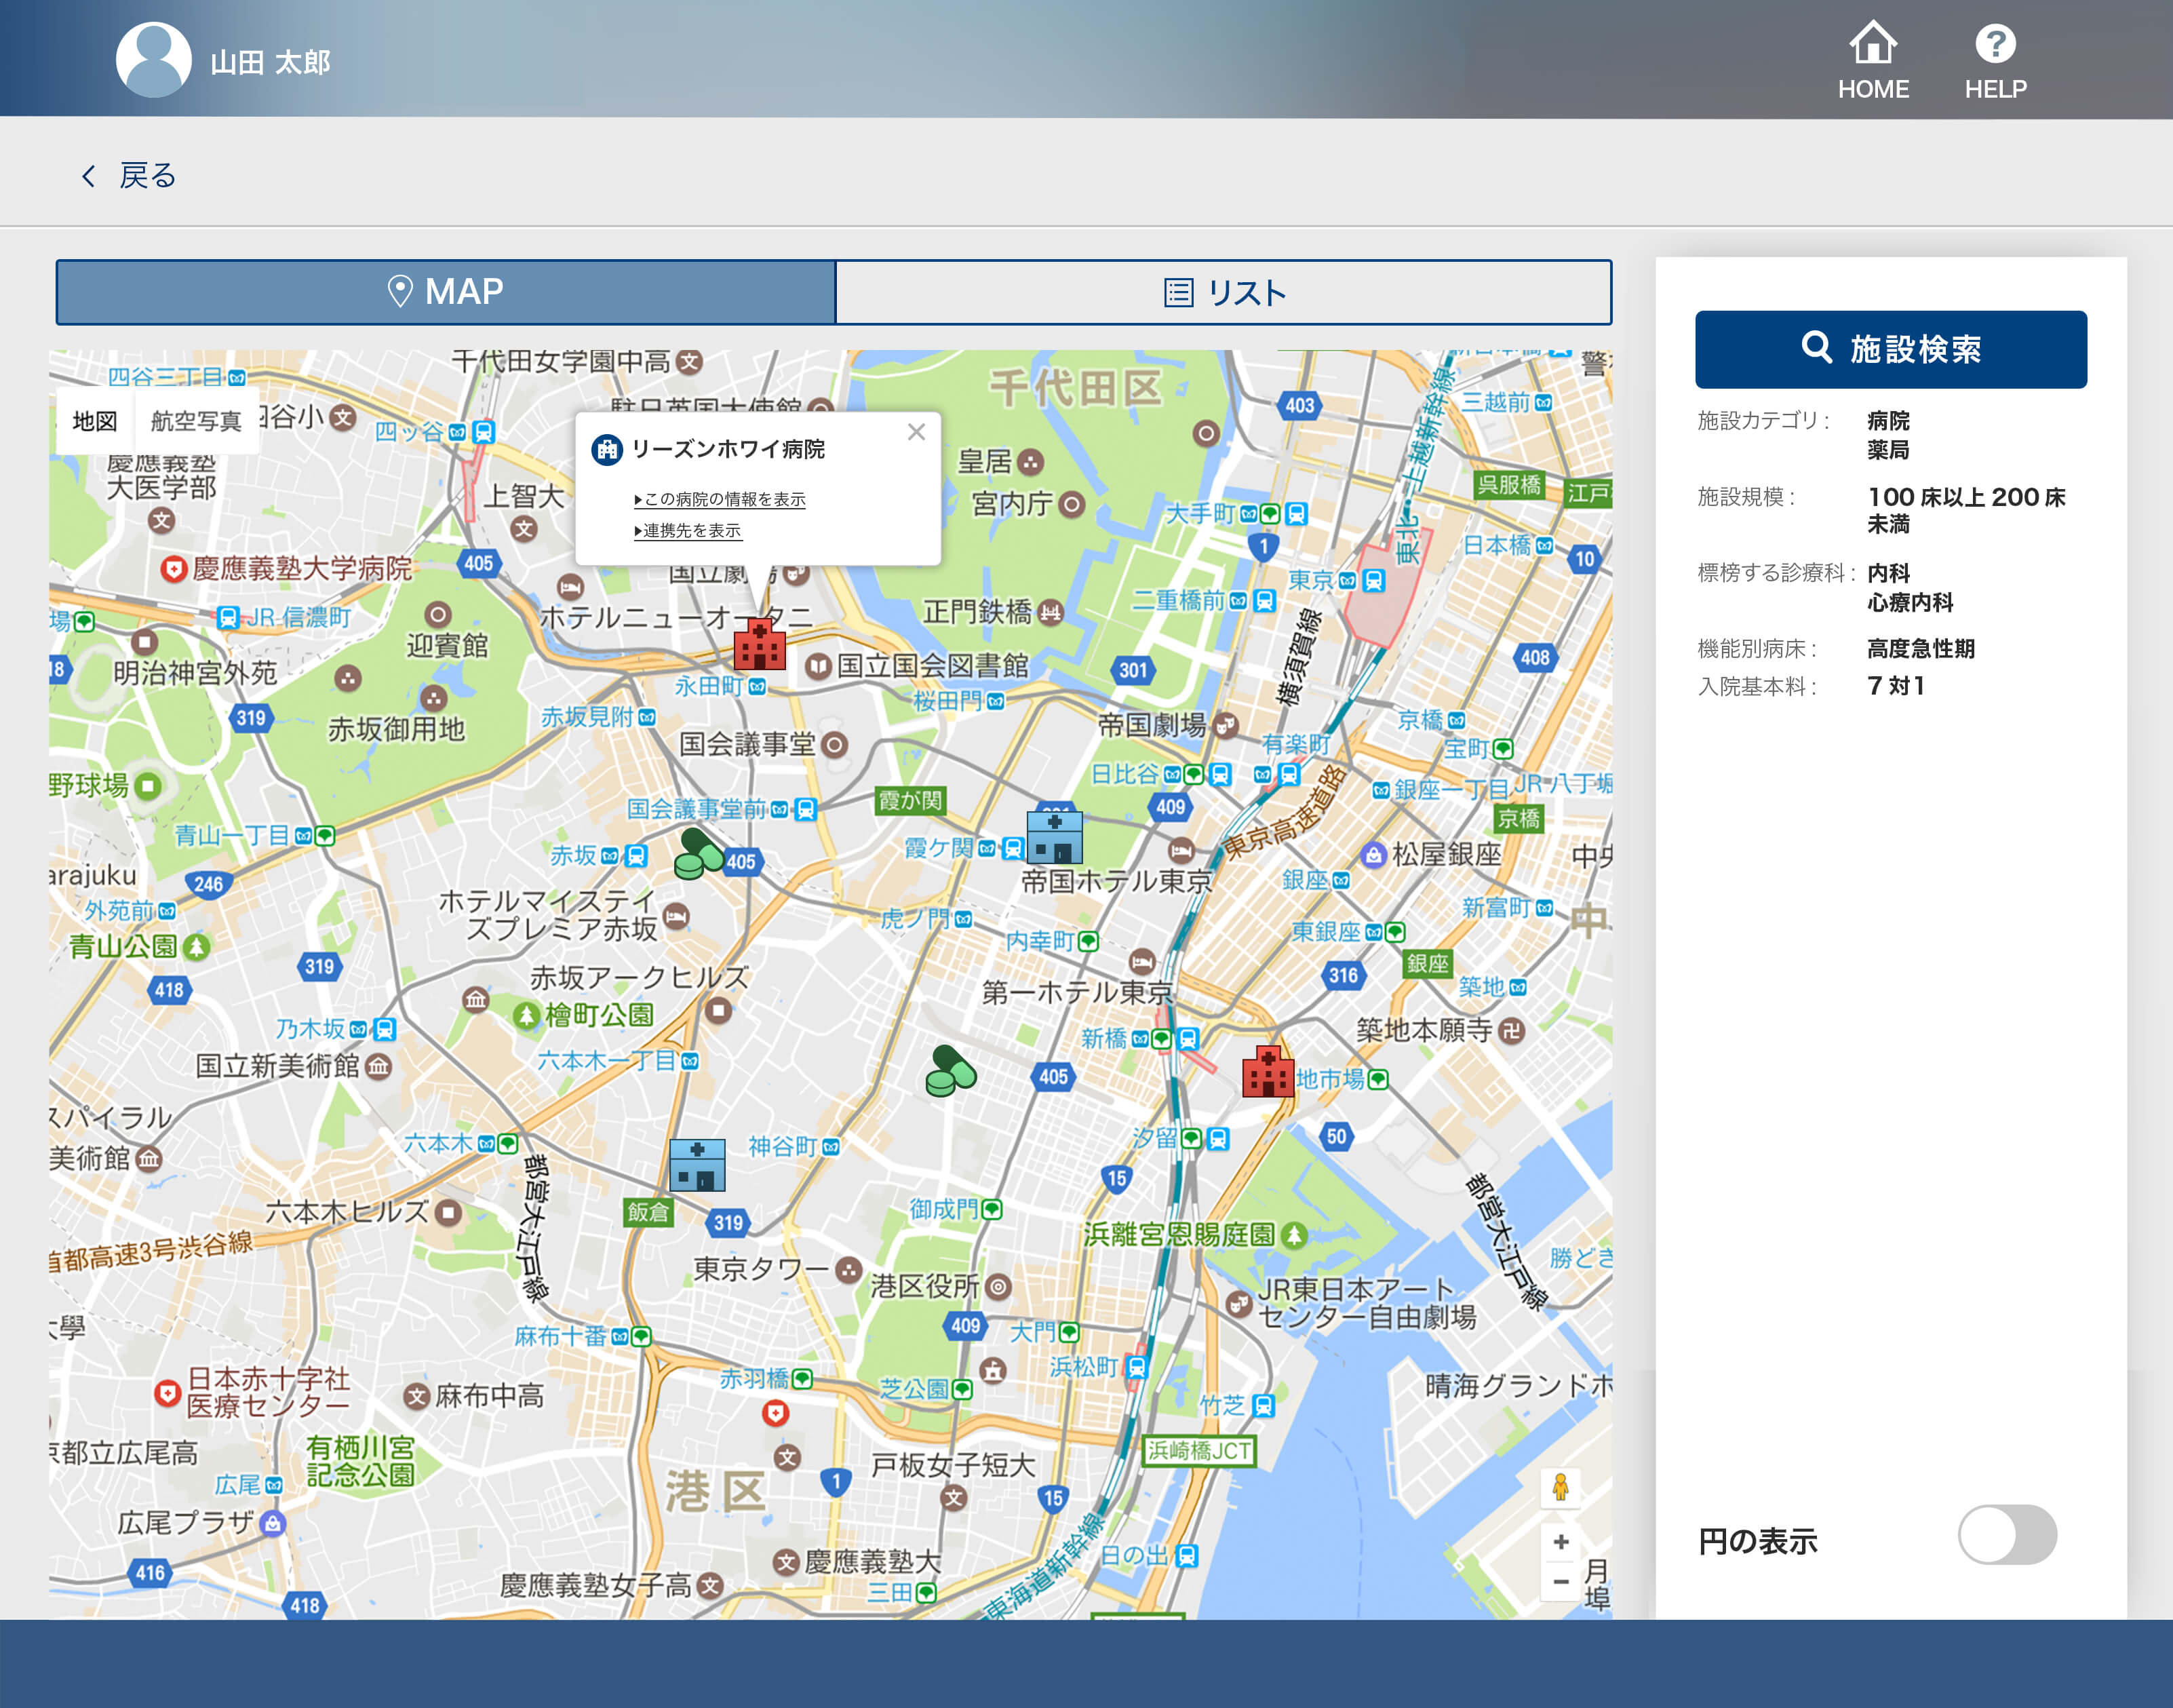 山田 太郎
HOME
HELP
戻る
MAP
リスト
施設検索
施設カテゴリ : 病院
薬局
施設規模 : 100 床以上 200 床
未満
標榜する診療科 : 内科
心療内科
機能別病床 : 高度急性期
入院基本料 : 7 対1
円の表示
地図
航空写真
リーズンホワイ病院
この病院の情報を表示
連携先を表示
四谷三丁目
千代田女学園中高
千代田区
403
三越前
四ッ谷
慶應義塾
大医学部
上智大
皇居
宮内庁
大手町
呉服橋
1
日本橋
10
上越新幹線
東北
慶應義塾大学病院
405
ホテルニューオータニ
正門鉄橋
二重橋前
東京
JR 信濃町
迎賓館
明治神宮外苑
国立国会図書館
永田町
301
横須賀線
408
319
赤坂御用地
赤坂見附
桜田門
国会議事堂
帝国劇場
有楽町
京橋
宝町
野球場
国会議事堂前
霞が関
日比谷
409
銀座一丁目
JR 八丁堀
京橋
東京高速道路
青山一丁目
赤坂
405
霞ケ関
帝国ホテル東京
松屋銀座
銀座
246
外苑前
ホテルマイステイ
ズプレミア赤坂
虎ノ門
内幸町
新富町
東銀座
青山公園
319
418
赤坂アークヒルズ
第一ホテル東京
316
銀座
築地
檜町公園
乃木坂
国立新美術館
六本木一丁目
新橋
405
築地本願寺
地市場
スパイラル
美術館
六本木
神谷町
汐留
50
15
都営大江戸線
六本木ヒルズ
飯倉
319
御成門
浜離宮恩賜庭園
都営大江戸線
勝どき
首都高速3号渋谷線
東京タワー
港区役所
JR東日本アート
センター自由劇場
409
大門
麻布十番
浜松町
赤羽橋
芝公園
竹芝
晴海グランドホ
日本赤十字社
医療センター
麻布中高
浜崎橋JCT
有栖川宮
記念公園
広尾
港区
1
戸板女子短大
15
広尾プラザ
416
418
慶應義塾女子高
慶應義塾大
三田
東海道新幹線
日の出
月
埠